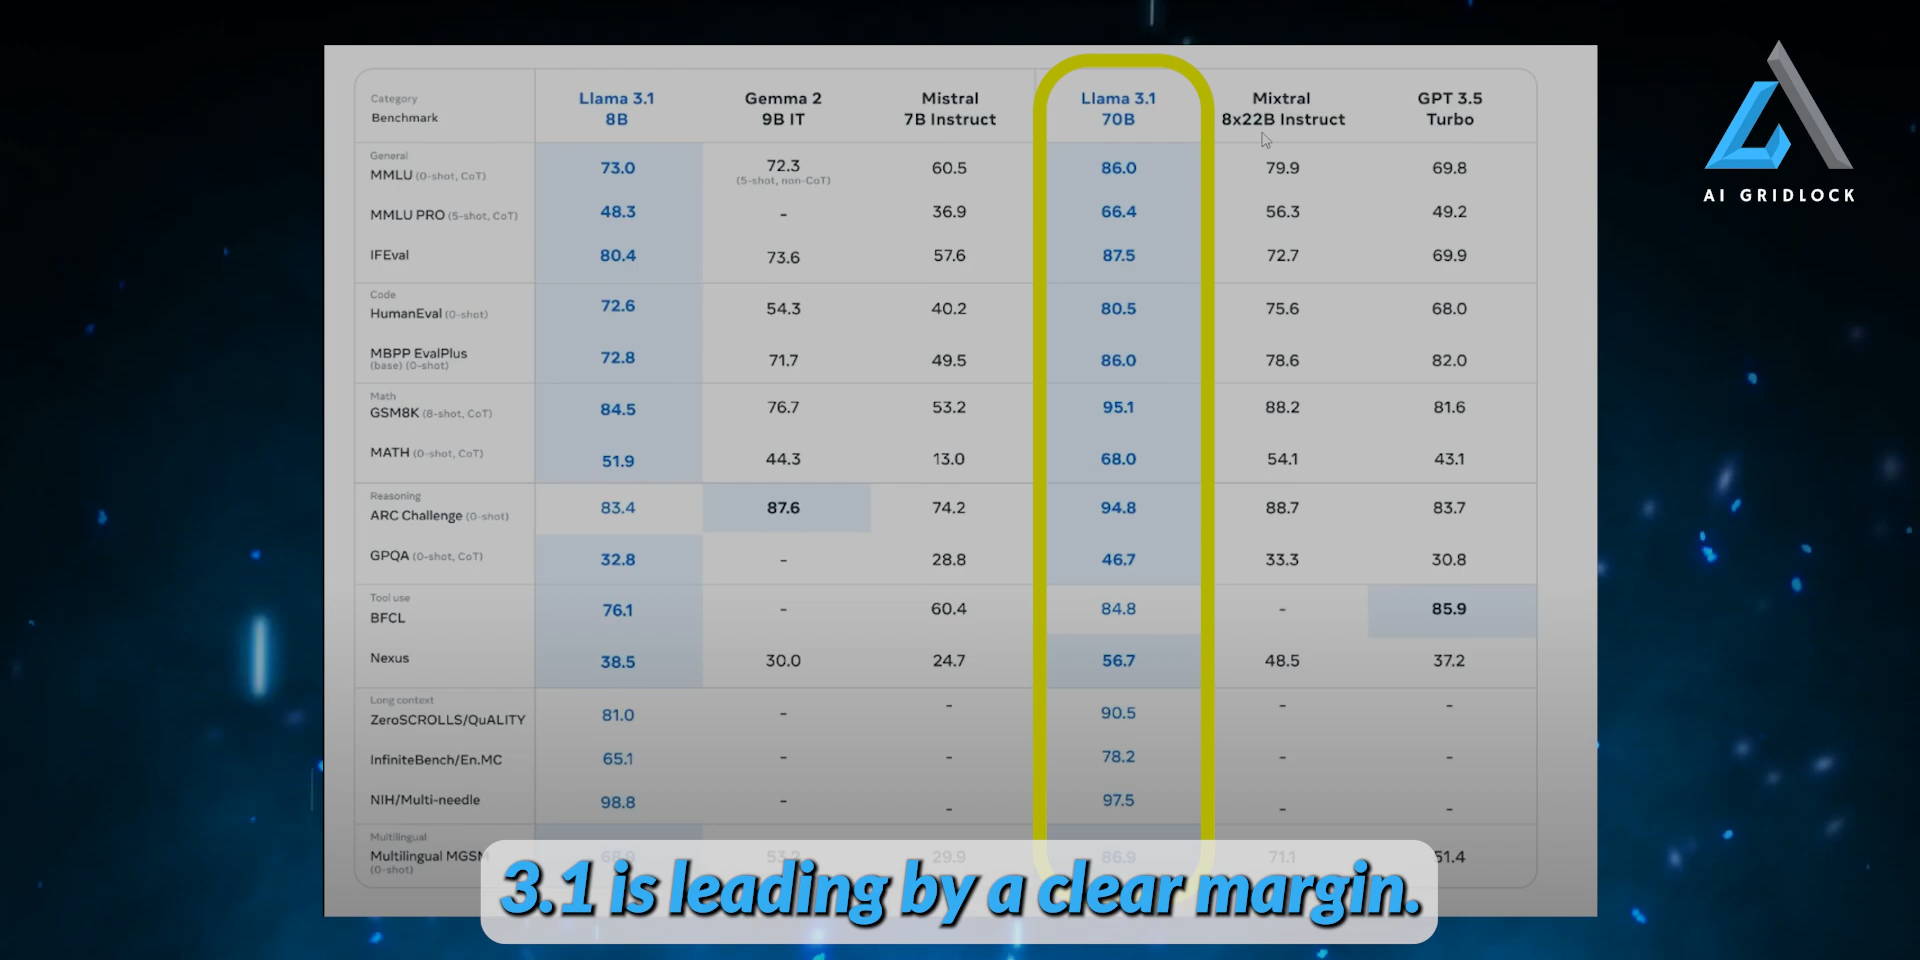 Category
Benchmark
Llama 3.1
8B
Gemma 2
9B IT
Mistral
7B Instruct
Llama 3.1
70B
Mixtral
8x22B Instruct
GPT 3.5
Turbo
General
MMLU (0-shot, CoT) 73.0 72.3 60.5 86.0 79.9 69.8
(5-shot, non-CoT)
MMLU PRO (5-shot, CoT) 48.3 - 36.9 66.4 56.3 49.2
IFEval 80.4 73.6 57.6 87.5 72.7 69.9
Code
HumanEval (0-shot) 72.6 54.3 40.2 80.5 75.6 68.0
MBPP EvalPlus 72.8 71.7 49.5 86.0 78.6 82.0
(base) (0-shot)
Math
GSM8K (8-shot, CoT) 84.5 76.7 53.2 95.1 88.2 81.6
MATH (0-shot, CoT) 51.9 44.3 13.0 68.0 54.1 43.1
Reasoning
ARC Challenge (0-shot) 83.4 87.6 74.2 94.8 88.7 83.7
GPQA (0-shot, CoT) 32.8 - 28.8 46.7 33.3 30.8
Tool use
BFCL 76.1 - 60.4 84.8 - 85.9
Nexus 38.5 30.0 24.7 56.7 48.5 37.2
Long context
ZeroSCROLLS/QuALITY 81.0 - - 90.5 - -
InfiniteBench/En.MC 65.1 - - 78.2 - -
NIH/Multi-needle 98.8 - - 97.5 - -
Multilingual
Multilingual MGSM 68.9 53.2 29.9 86.9 71.1 51.4
(0-shot)
3.1 is leading by a clear margin.
AI GRIDLOCK